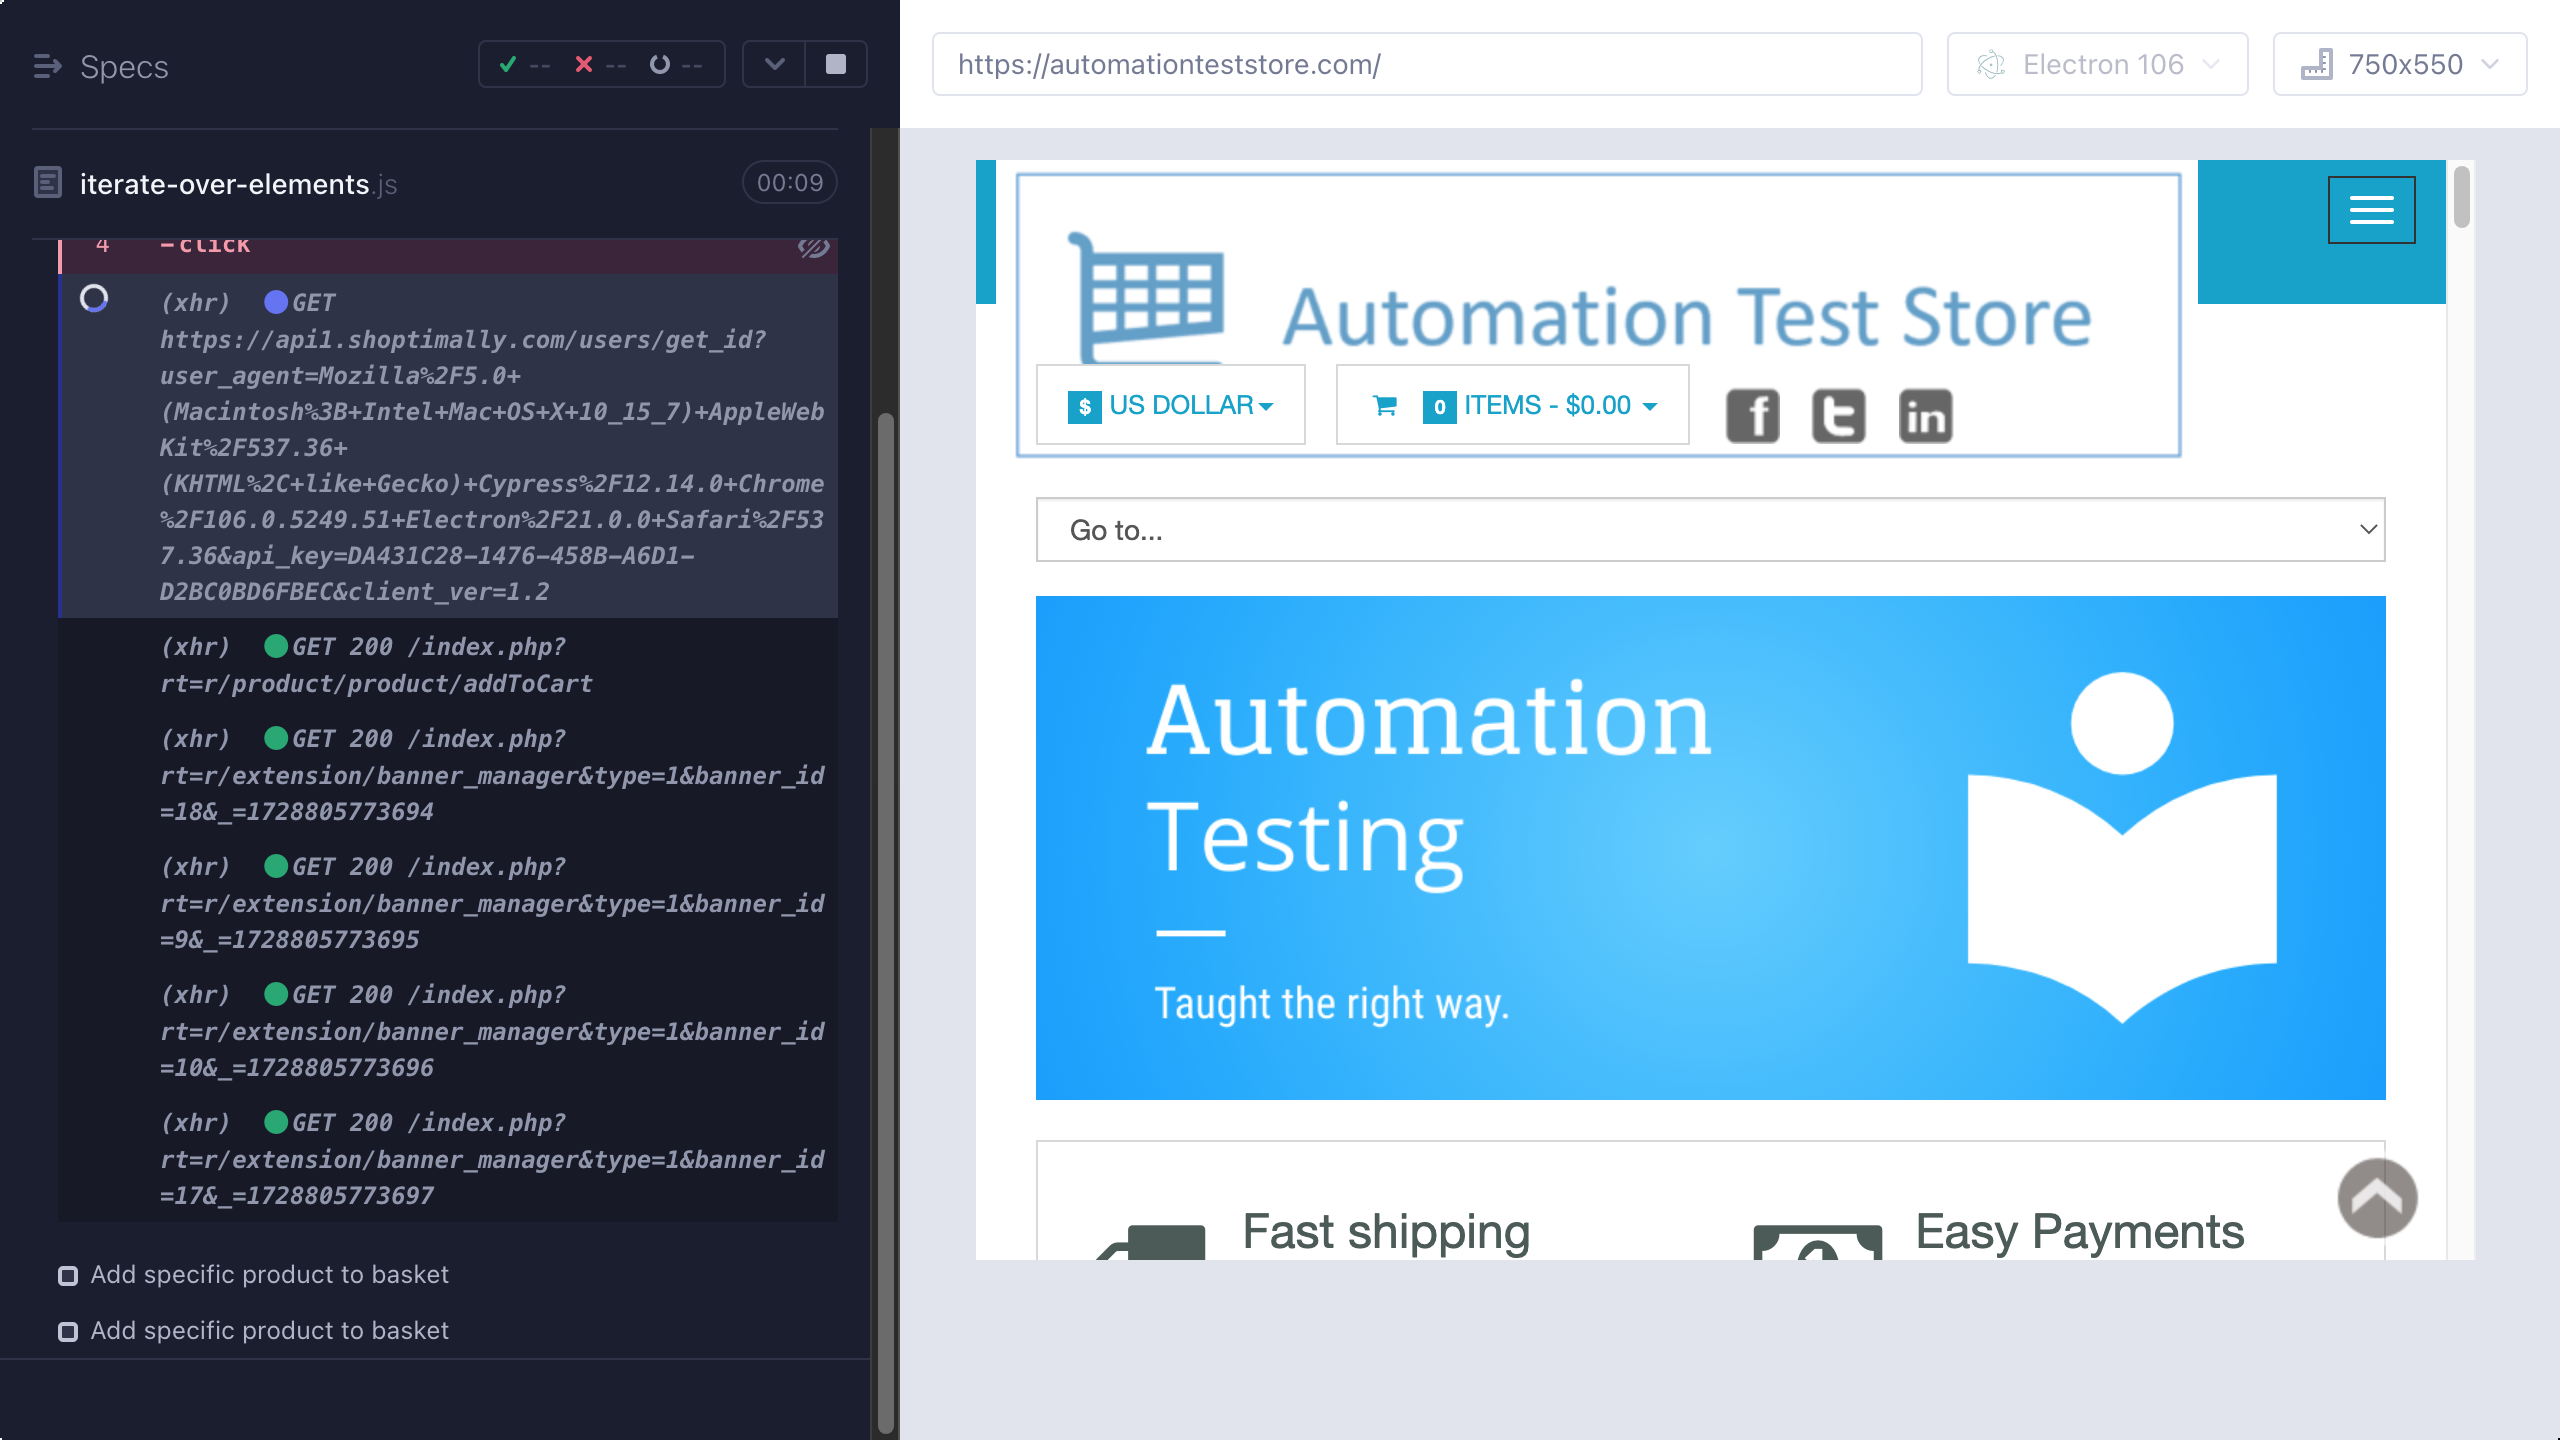 Specs
-- -- --
iterate-over-elements.js
00:09
4 -click
(xhr) GET
https://api1.shoptimally.com/users/get_id?
user_agent=Mozilla%2F5.0+
(Macintosh%3B+Intel+Mac+OS+X+10_15_7)+AppleWeb
Kit%2F537.36+
(KHTML%2C+like+Gecko)+Cypress%2F12.14.0+Chrome
%2F106.0.5249.51+Electron%2F21.0.0+Safari%2F53
7.36&api_key=DA431C28-1476-458B-A6D1-
D2BC0BD6FBEC&client_ver=1.2
(xhr) GET 200 /index.php?
rt=r/product/product/addToCart
(xhr) GET 200 /index.php?
rt=r/extension/banner_manager&type=1&banner_id
=18&_=1728805773694
(xhr) GET 200 /index.php?
rt=r/extension/banner_manager&type=1&banner_id
=9&_=1728805773695
(xhr) GET 200 /index.php?
rt=r/extension/banner_manager&type=1&banner_id
=10&_=1728805773696
(xhr) GET 200 /index.php?
rt=r/extension/banner_manager&type=1&banner_id
=17&_=1728805773697
Add specific product to basket
Add specific product to basket
https://automationteststore.com/
Electron 106
750x550
Automation Test Store
$ US DOLLAR
0 ITEMS - $0.00
f t in
Go to...
Automation
Testing
Taught the right way.
Fast shipping
Easy Payments